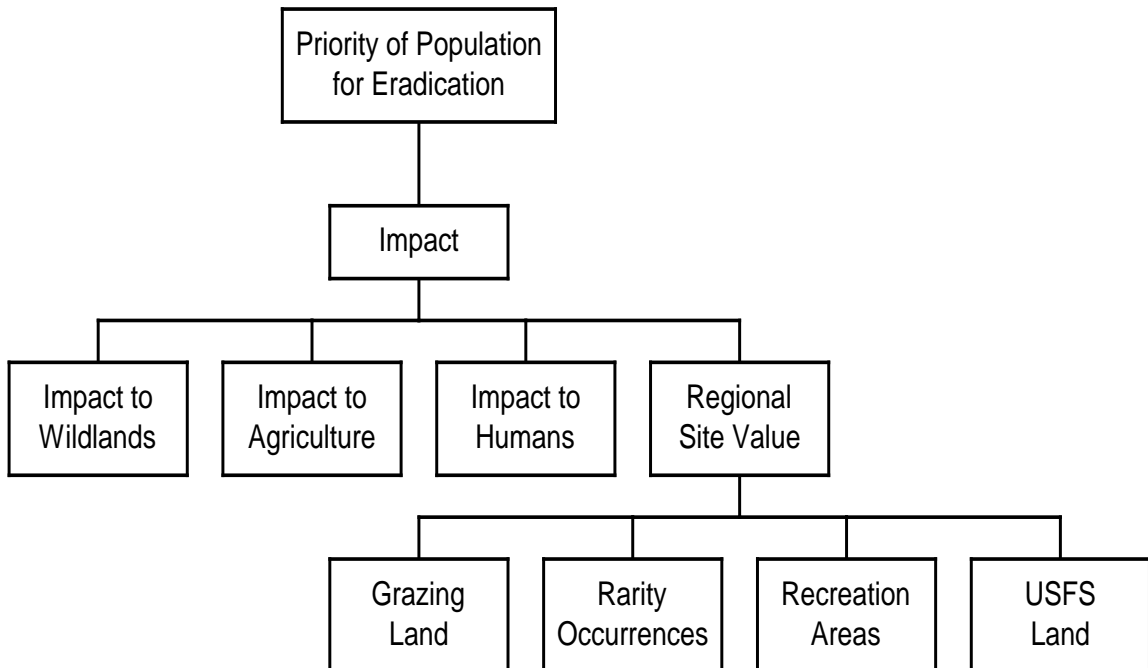 Priority of Population
for Eradication
Impact
Impact to
Wildlands
Impact to
Agriculture
Impact to
Humans
Regional
Site Value
Grazing
Land
Rarity
Occurrences
Recreation
Areas
USFS
Land